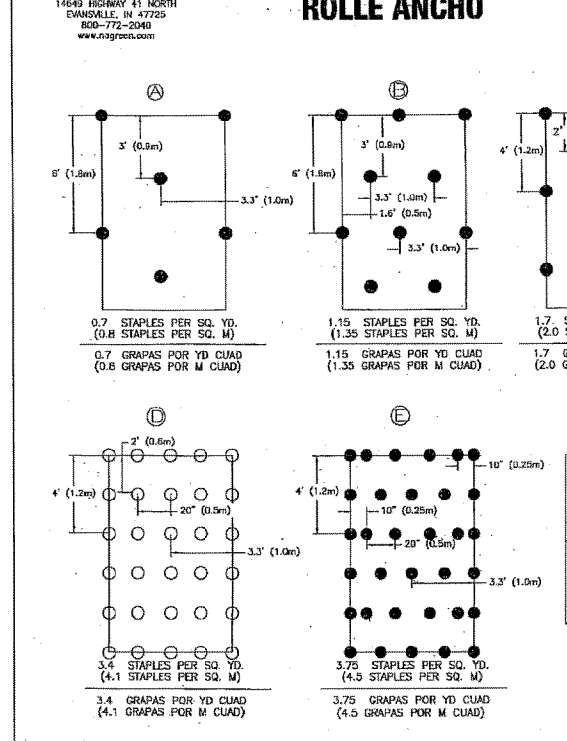 14649 HIGHWAY 41 NORTH
EVANSVILLE, IN 47725
800-772-2040
www.nagreen.com
ROLLE ANCHO
A
3' (0.9m)
6' (1.8m)
3.3' (1.0m)
0.7 STAPLES PER SQ. YD.
(0.8 STAPLES PER SQ. M)
0.7 GRAPAS POR YD CUAD
(0.8 GRAPAS POR M CUAD)
B
3' (0.9m)
6' (1.8m)
3.3' (1.0m)
1.6' (0.5m)
3.3' (1.0m)
1.15 STAPLES PER SQ. YD.
(1.35 STAPLES PER SQ. M)
1.15 GRAPAS POR YD CUAD
(1.35 GRAPAS POR M CUAD)
2'
4' (1.2m)
1.7 S
(2.0 S
1.7 G
(2.0 G
D
2' (0.6m)
4' (1.2m)
20" (0.5m)
3.3' (1.0m)
3.4 STAPLES PER SQ. YD.
(4.1 STAPLES PER SQ. M)
3.4 GRAPAS POR YD CUAD
(4.1 GRAPAS POR M CUAD)
E
10" (0.25m)
4' (1.2m)
10" (0.25m)
20" (0.5m)
3.3' (1.0m)
3.75 STAPLES PER SQ. YD.
(4.5 STAPLES PER SQ. M)
3.75 GRAPAS POR YD CUAD
(4.5 GRAPAS POR M CUAD)